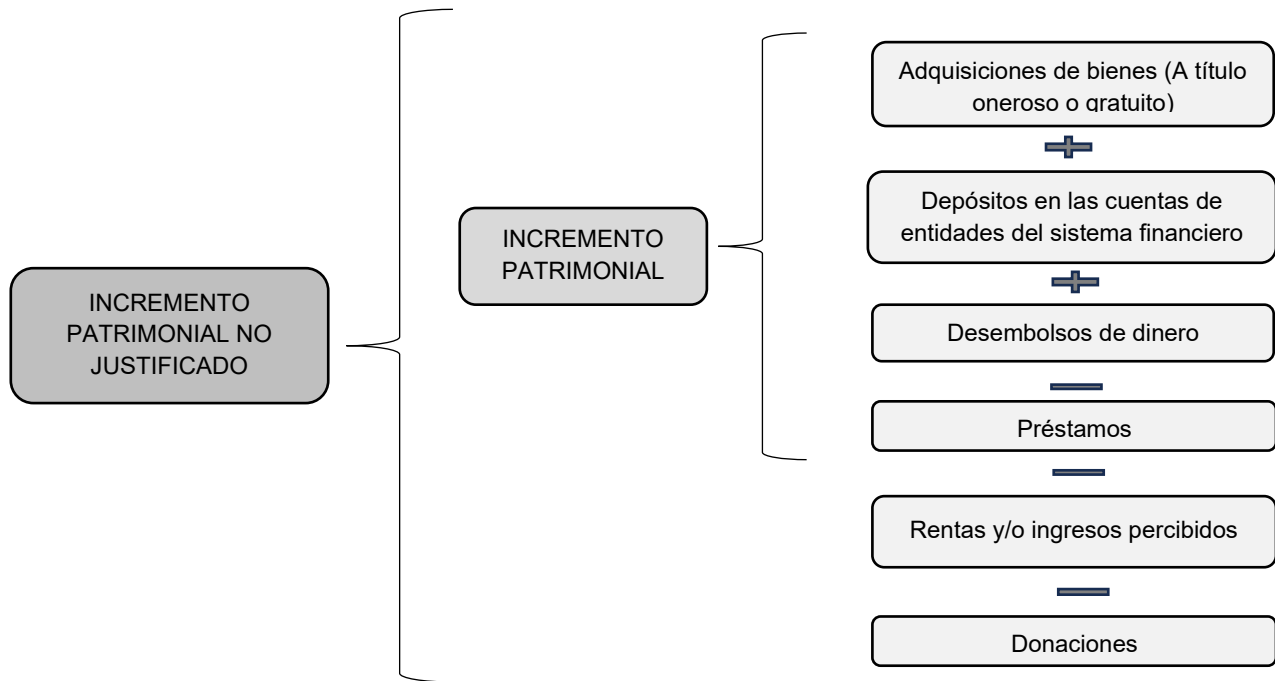 Adquisiciones de bienes (A título
oneroso o gratuito)
Depósitos en las cuentas de
entidades del sistema financiero
INCREMENTO
PATRIMONIAL
INCREMENTO
PATRIMONIAL NO
JUSTIFICADO
Desembolsos de dinero
Préstamos
Rentas y/o ingresos percibidos
Donaciones